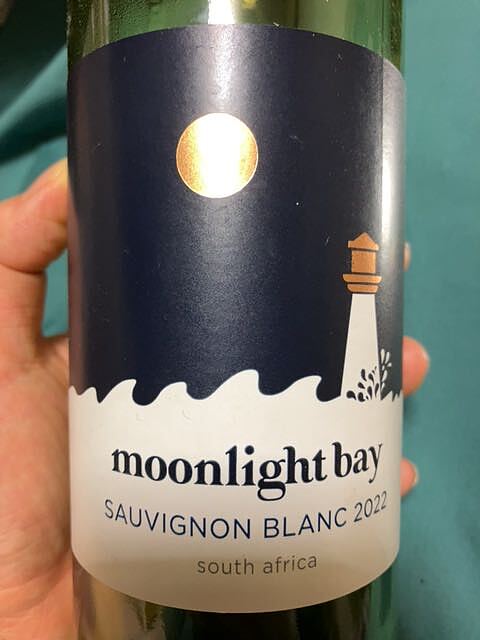 moonlight bay
SAUVIGNON BLANC 2022
south africa